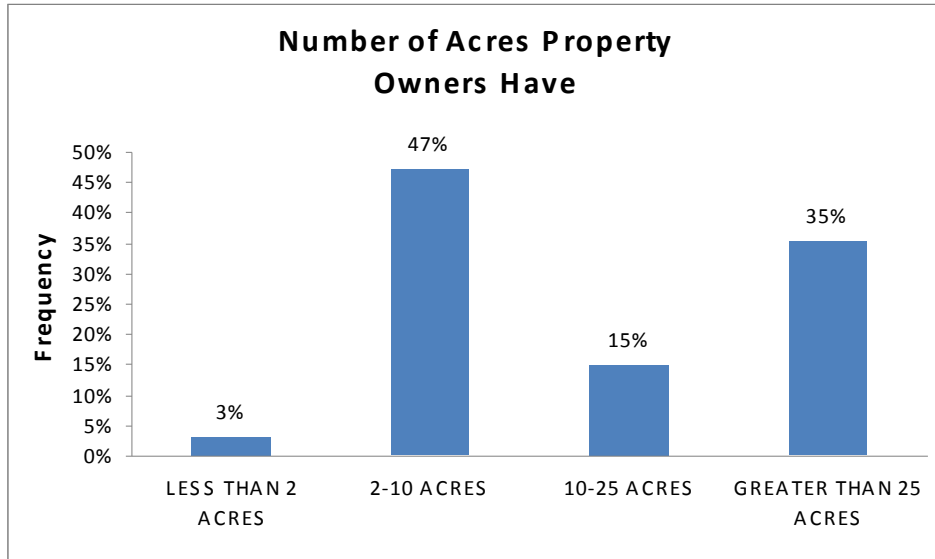 Number of Acres Property
Owners Have
Frequency
50%
45%
40%
35%
30%
25%
20%
15%
10%
5%
0%
3%
47%
15%
35%
LESS THAN 2
ACRES
2-10 ACRES
10-25 ACRES
GREATER THAN 25
ACRES